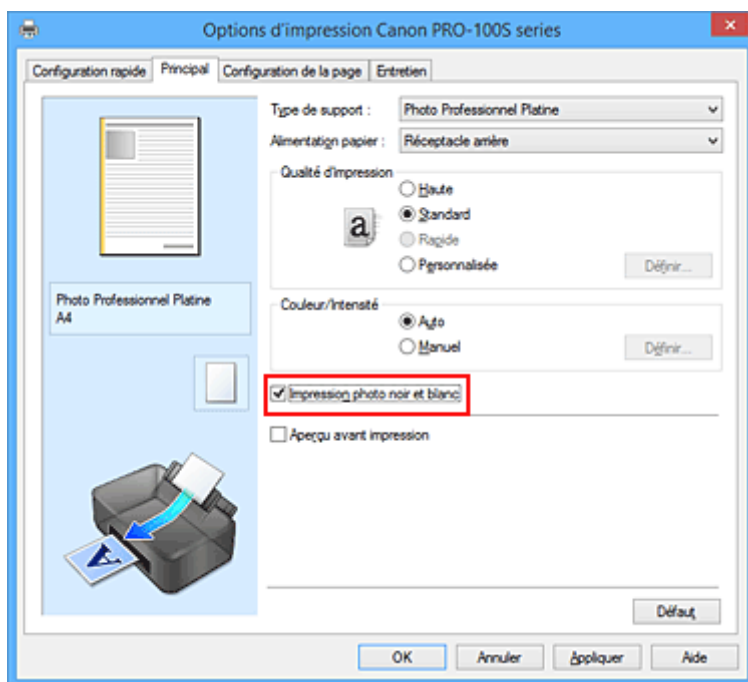 Options d'impression Canon PRO-100S series
Configuration rapide Principal Configuration de la page Entretien
Type de support : Photo Professionnel Platine
Alimentation papier : Réceptacle arrière
Qualité d'impression
Haute
Standard
Rapide
Personnalisée Définir...
Photo Professionnel Platine
A4
Couleur/Intensité
Auto
Manuel Définir...
Impression photo noir et blanc
Aperçu avant impression
Défaut
OK Annuler Appliquer Aide